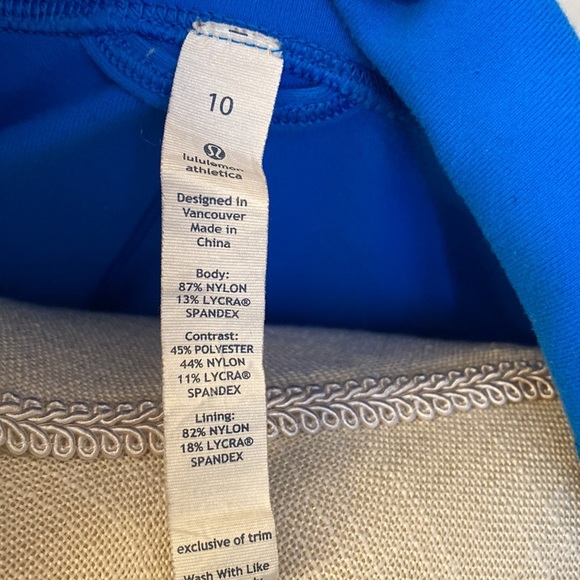 10
lululemon
athletica
Designed in
Vancouver
Made in
China
Body:
87% NYLON
13% LYCRA®
SPANDEX
Contrast:
45% POLYESTER
44% NYLON
11% LYCRA®
SPANDEX
Lining:
82% NYLON
18% LYCRA®
SPANDEX
exclusive of trim
Wash With Like